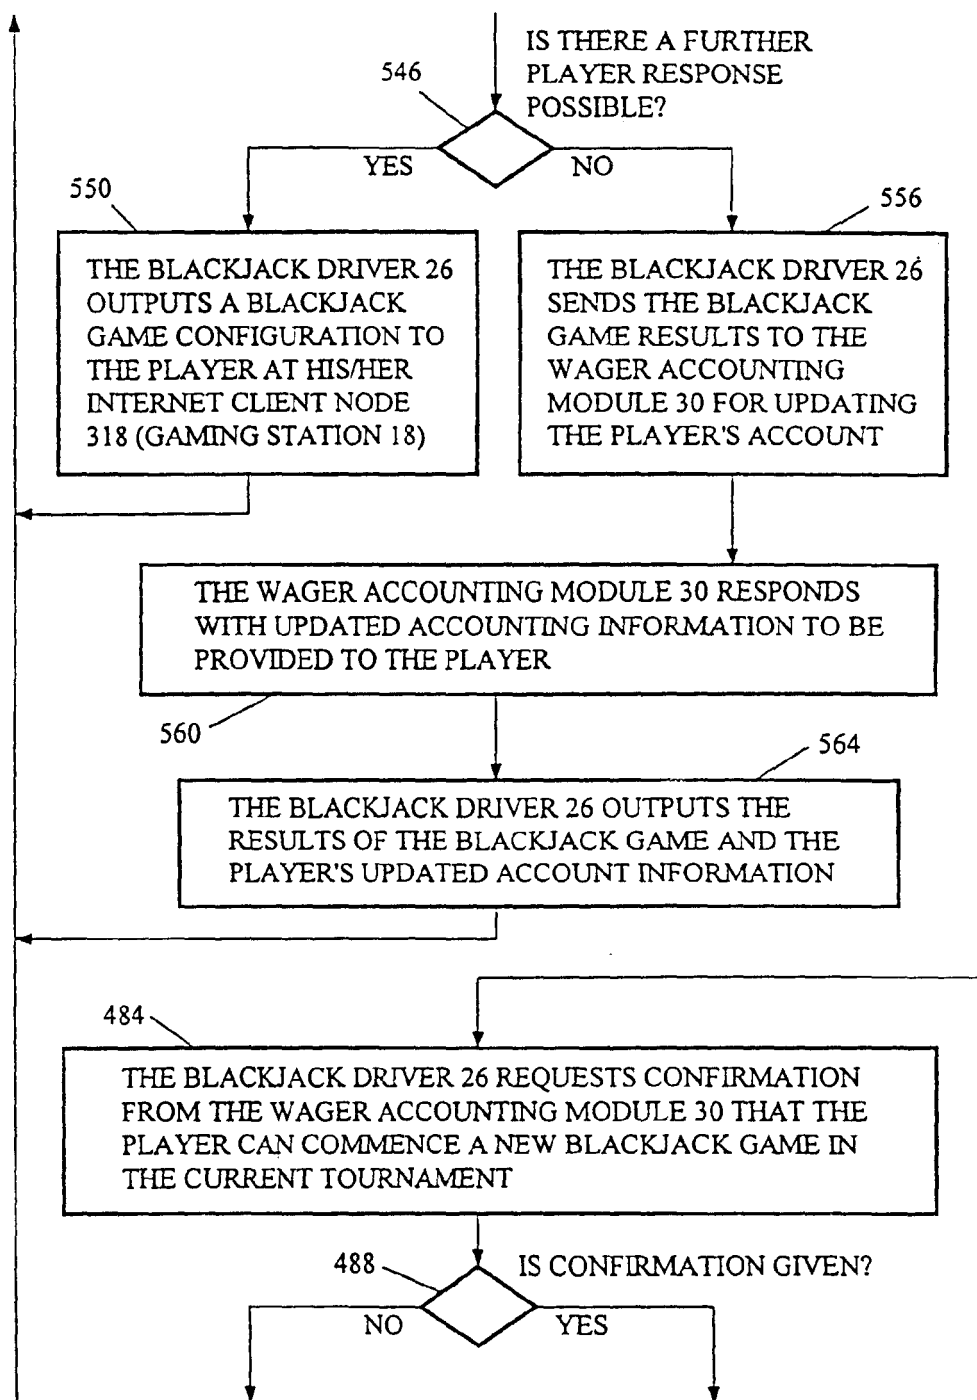 IS THERE A FURTHER
PLAYER RESPONSE
POSSIBLE?
546
YES
NO
550
556
THE BLACKJACK DRIVER 26
OUTPUTS A BLACKJACK
GAME CONFIGURATION TO
THE PLAYER AT HIS/HER
INTERNET CLIENT NODE
318 (GAMING STATION 18)
THE BLACKJACK DRIVER 26
SENDS THE BLACKJACK
GAME RESULTS TO THE
WAGER ACCOUNTING
MODULE 30 FOR UPDATING
THE PLAYER'S ACCOUNT
THE WAGER ACCOUNTING MODULE 30 RESPONDS
WITH UPDATED ACCOUNTING INFORMATION TO BE
PROVIDED TO THE PLAYER
560
564
THE BLACKJACK DRIVER 26 OUTPUTS THE
RESULTS OF THE BLACKJACK GAME AND THE
PLAYER'S UPDATED ACCOUNT INFORMATION
484
THE BLACKJACK DRIVER 26 REQUESTS CONFIRMATION
FROM THE WAGER ACCOUNTING MODULE 30 THAT THE
PLAYER CAN COMMENCE A NEW BLACKJACK GAME IN
THE CURRENT TOURNAMENT
488
IS CONFIRMATION GIVEN?
NO
YES